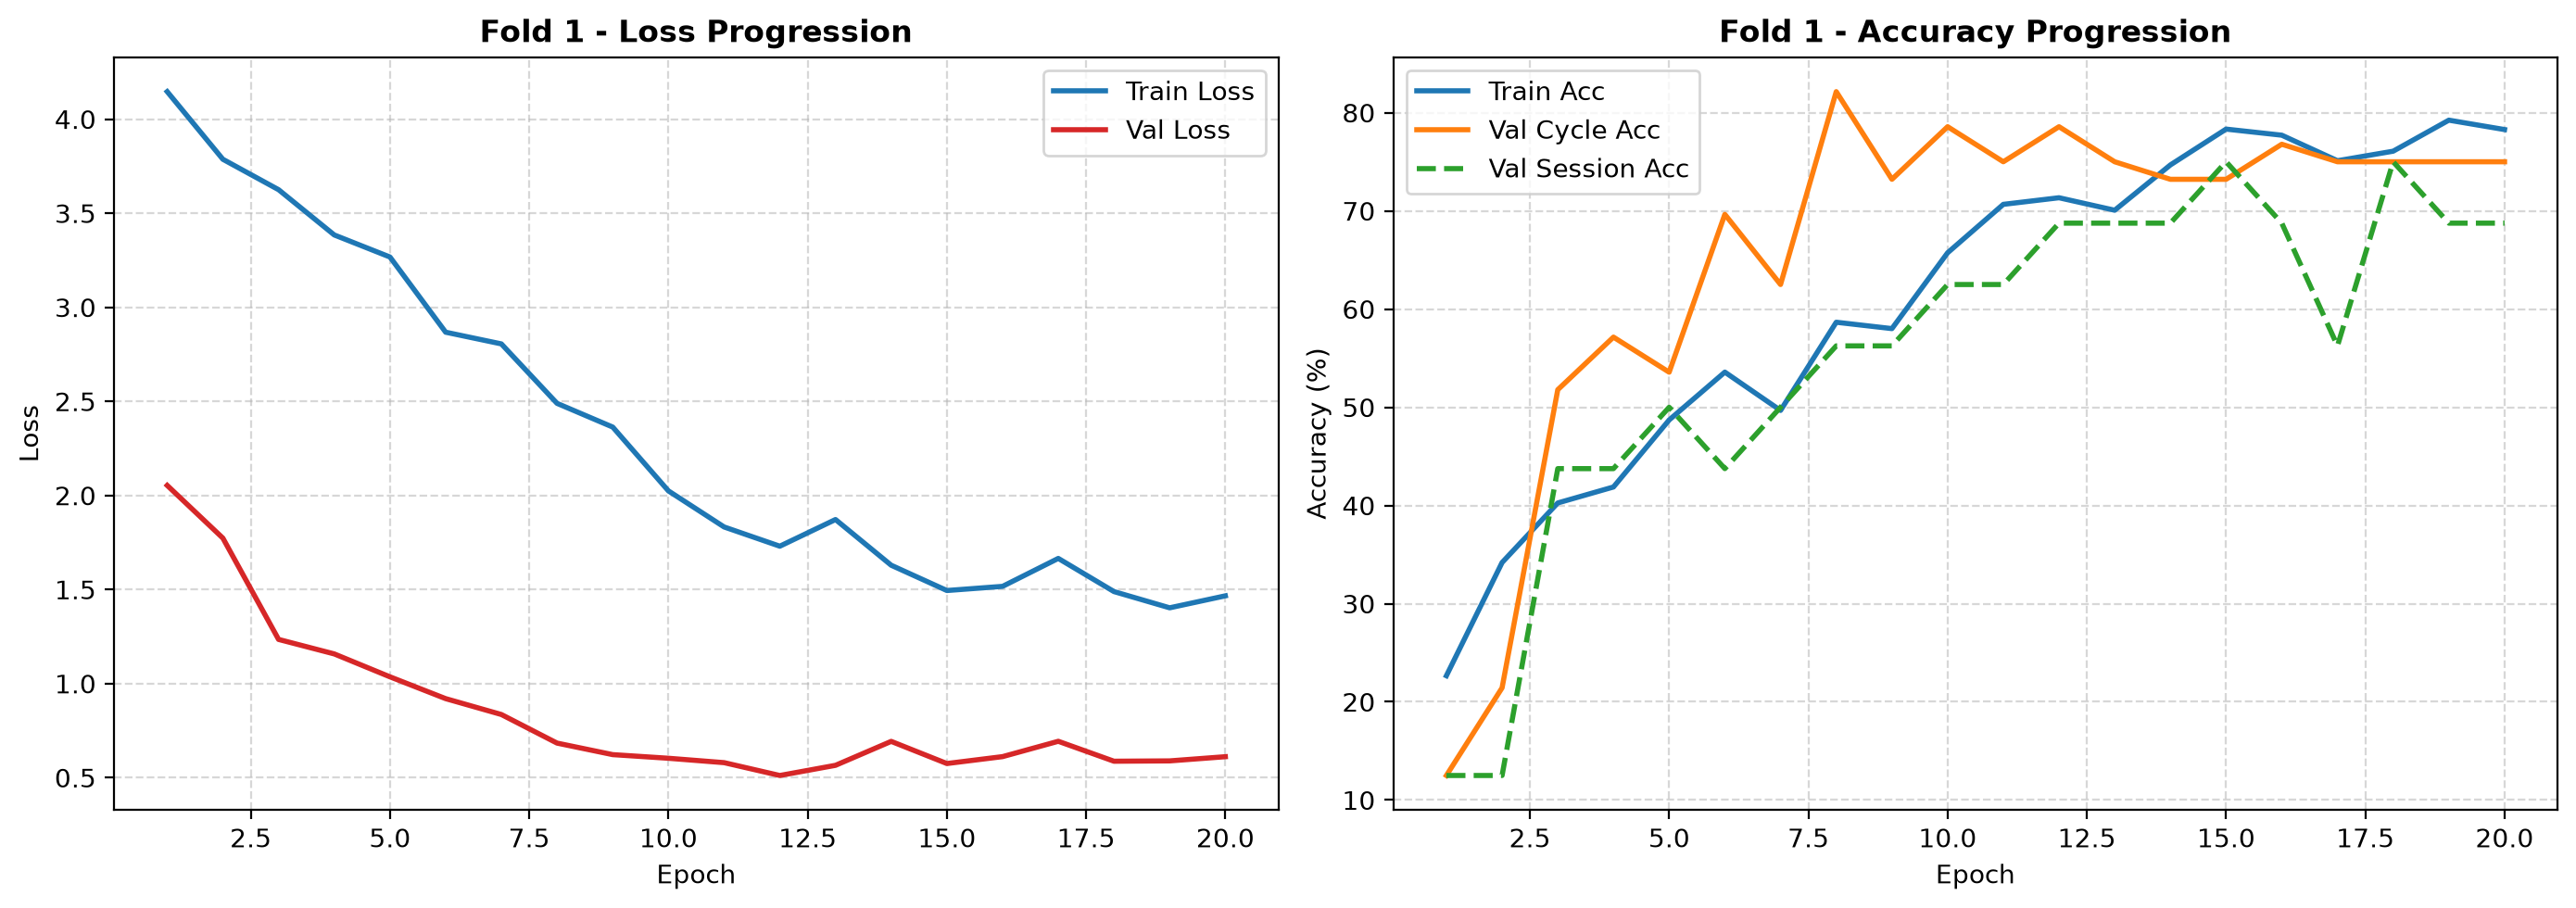 Fold 1 - Loss Progression
Train Loss
Val Loss
4.0
3.5
3.0
2.5
2.0
1.5
1.0
0.5
Loss
2.5 5.0 7.5 10.0 12.5 15.0 17.5 20.0
Epoch
Fold 1 - Accuracy Progression
Train Acc
Val Cycle Acc
Val Session Acc
80
70
60
50
40
30
20
10
Accuracy (%)
2.5 5.0 7.5 10.0 12.5 15.0 17.5 20.0
Epoch